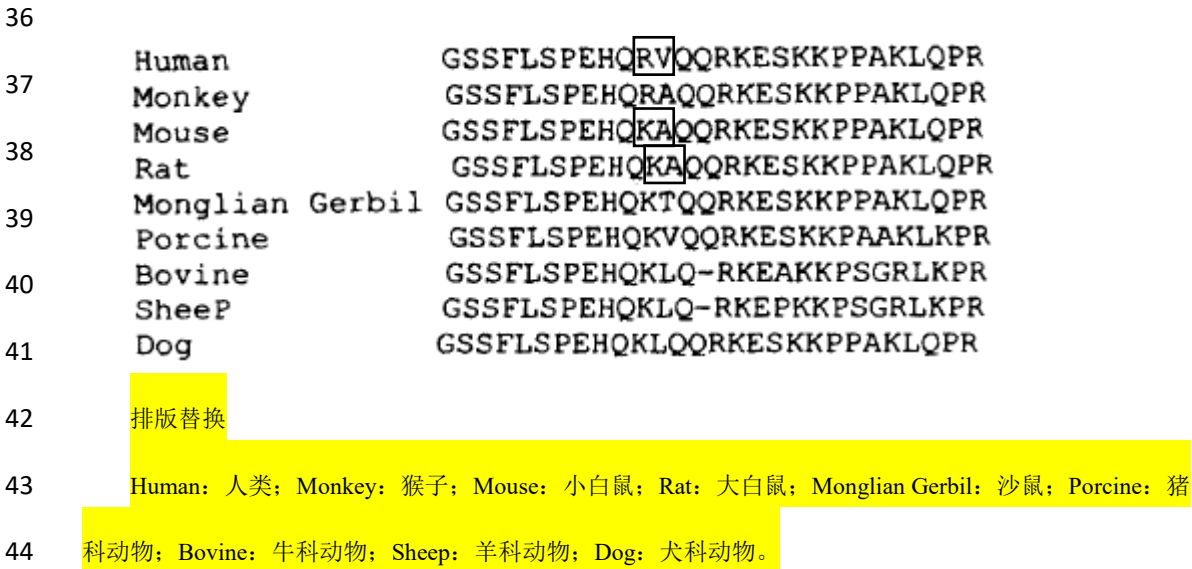 36
Human GSSFLSPEHQRVQQRKESKKPPAKLQPR
37
Monkey GSSFLSPEHQRAQQRKESKKPPAKLQPR
Mouse GSSFLSPEHQKAQQRKESKKPPAKLQPR
38
Rat GSSFLSPEHQKAQQRKESKKPPAKLQPR
Monglian Gerbil GSSFLSPEHQKTQQRKESKKPPAKLQPR
39
Porcine GSSFLSPEHQKVQQRKESKKPAAKLKPR
40
Bovine GSSFLSPEHQKLQ-RKEAKKPSGRLKPR
SheeP GSSFLSPEHQKLQ-RKEPKKPSGRLKPR
41
Dog GSSFLSPEHQKLQQRKESKKPPAKLQPR
42 排版替换
43 Human：人类；Monkey：猴子；Mouse：小白鼠；Rat：大白鼠；Monglian Gerbil：沙鼠；Porcine：猪
44 科动物；Bovine：牛科动物；Sheep：羊科动物；Dog：犬科动物。